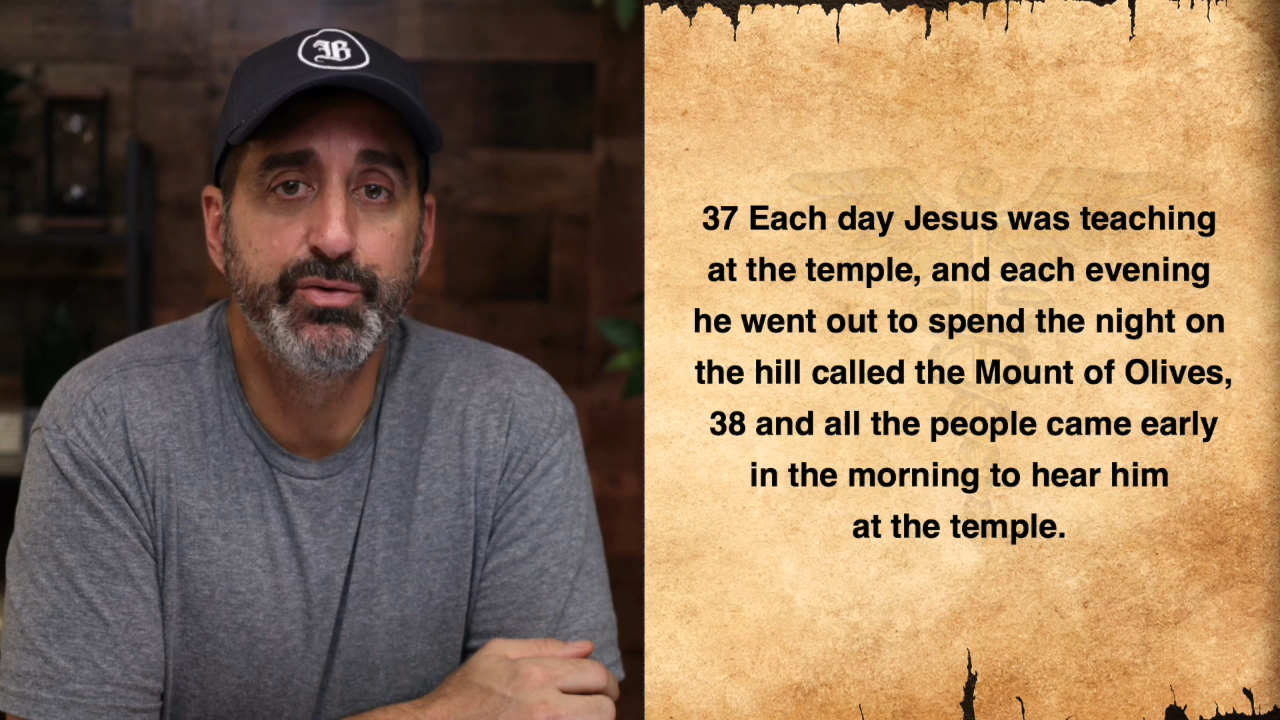 B
37 Each day Jesus was teaching
at the temple, and each evening
he went out to spend the night on
the hill called the Mount of Olives,
38 and all the people came early
in the morning to hear him
at the temple.